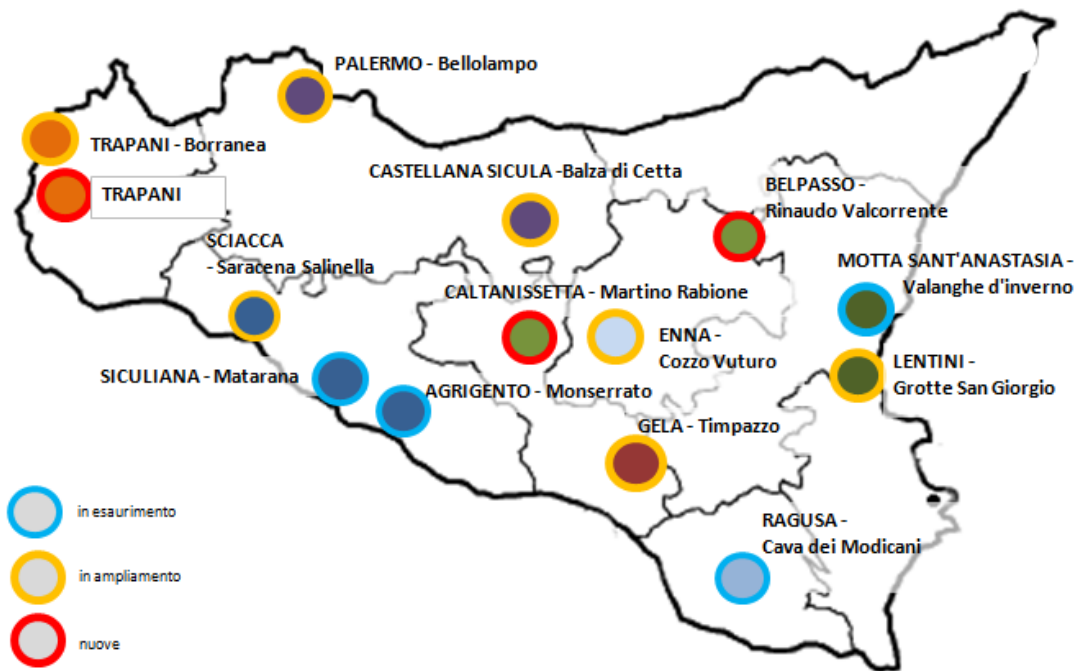 PALERMO - Bellolampo
TRAPANI - Borranea
CASTELLANA SICULA -Balza di Cetta
TRAPANI
BELPASSO -
Rinaudo Valcorrente
SCIACCA
- Saracena Salinella
MOTTA SANT'ANASTASIA -
Valanghe d'inverno
CALTANISSETTA - Martino Rabione
ENNA -
Cozzo Vuturo
SICULIANA - Matarana
AGRIGENTO - Monserrato
LENTINI -
Grotte San Giorgio
GELA - Timpazzo
in esaurimento
RAGUSA -
Cava dei Modicani
in ampliamento
nuove